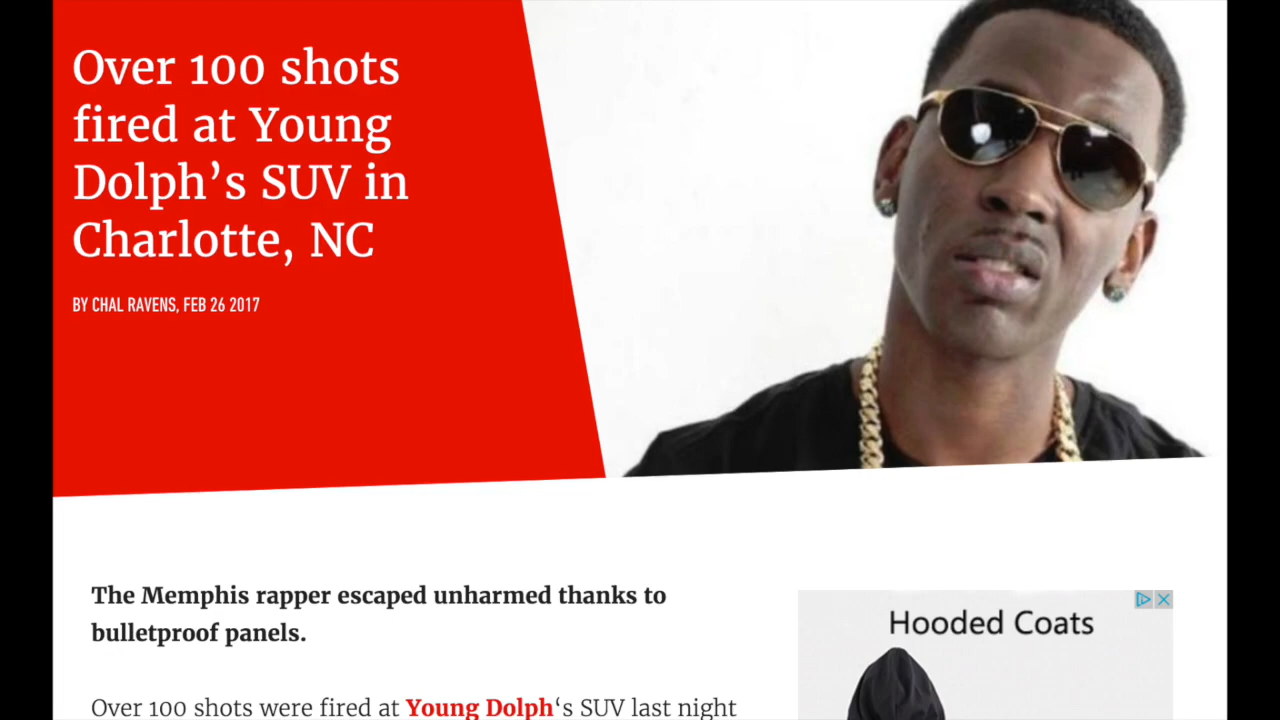 Over 100 shots
fired at Young
Dolph’s SUV in
Charlotte, NC
BY CHAL RAVENS, FEB 26 2017
The Memphis rapper escaped unharmed thanks to
bulletproof panels.
Over 100 shots were fired at Young Dolph‘s SUV last night
Hooded Coats